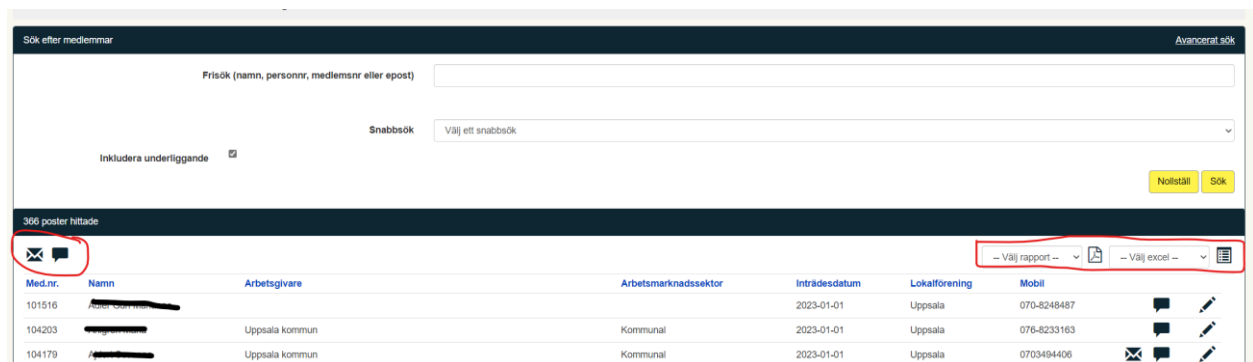 Sök efter medlemmar Avancerat sök
Frisök (namn, personnr, medlemsnr eller epost)
Snabbsök Välj ett snabbsök
Inkludera underliggande
Nollställ Sök
366 poster hittade
-- Välj rapport -- -- Välj excel --
Med.nr. Namn Arbetsgivare Arbetsmarknadssektor Inträdesdatum Lokalförening Mobil
101516 2023-01-01 Uppsala 070-8248487
104203 Uppsala kommun Kommunal 2023-01-01 Uppsala 076-8233163
104179 Uppsala kommun Kommunal 2023-01-01 Uppsala 0703494406